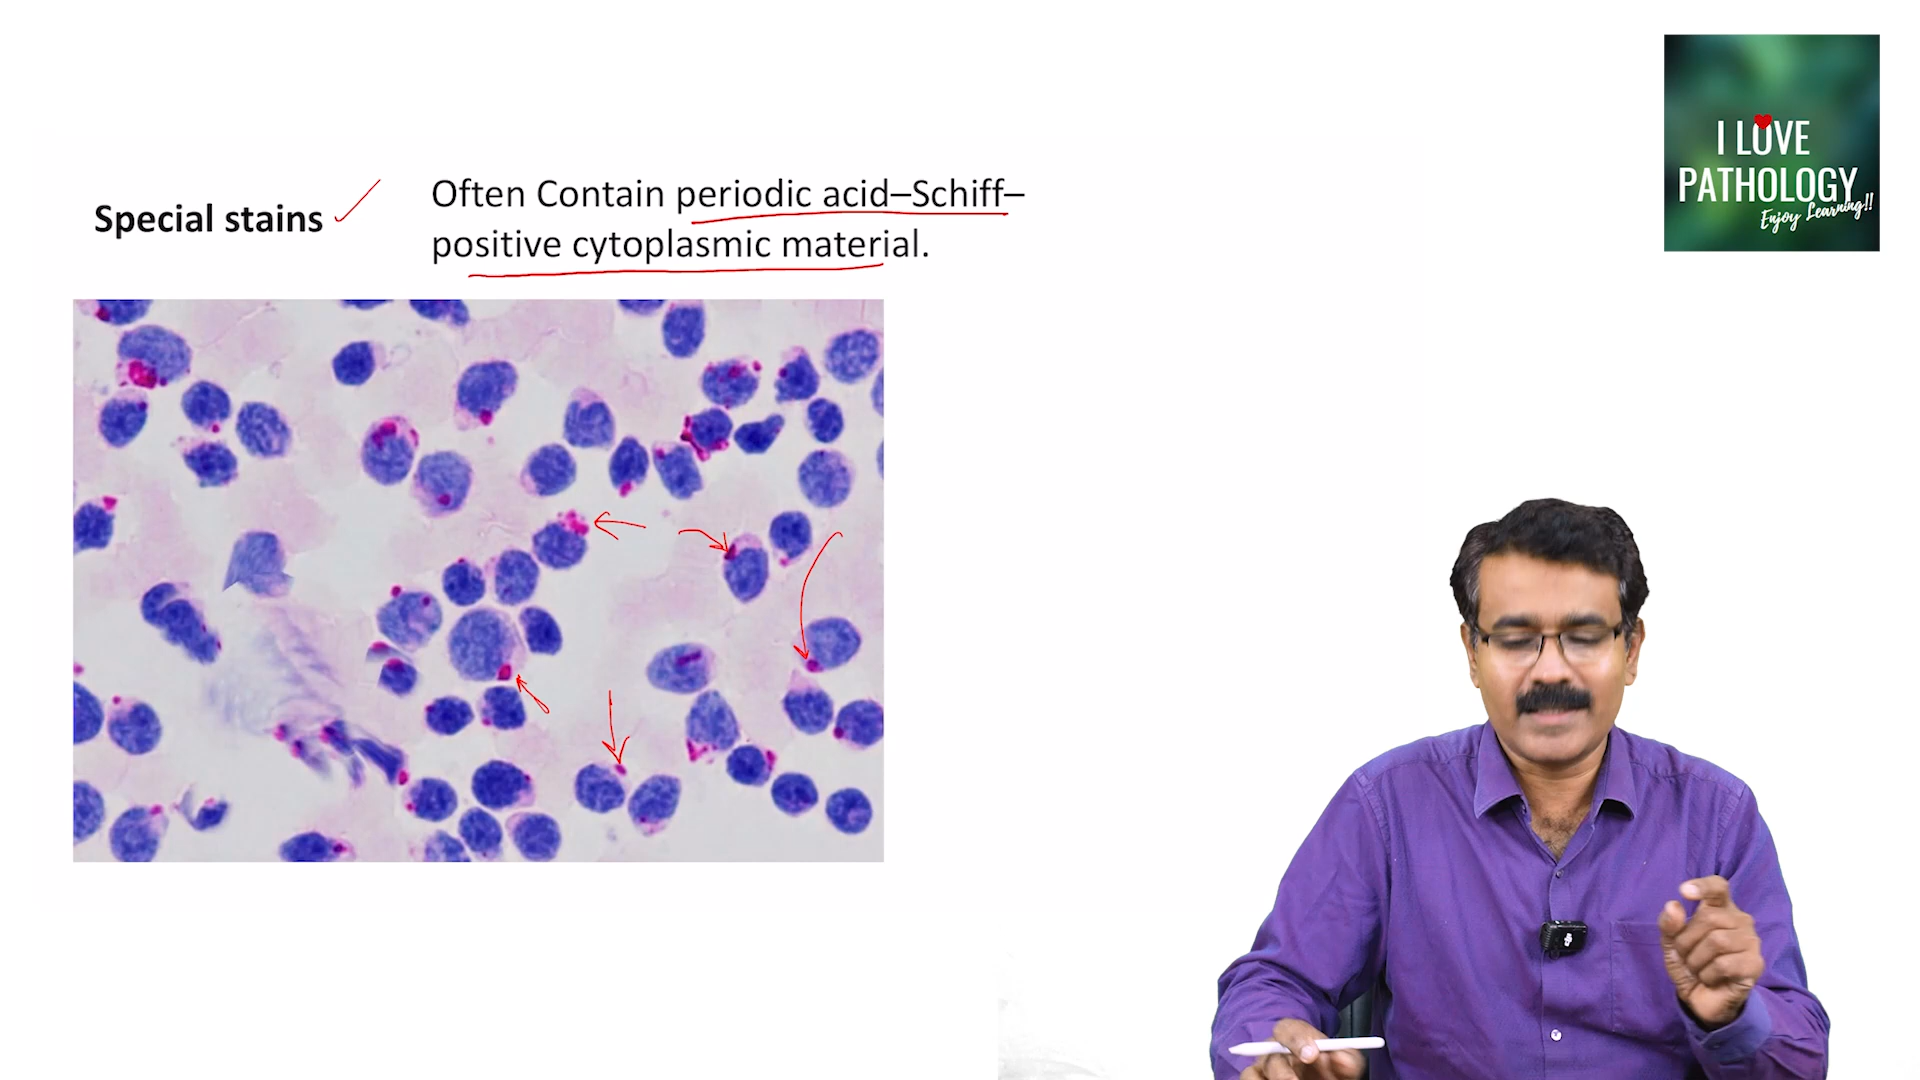 Special stains
Often Contain periodic acid–Schiff–
positive cytoplasmic material.
I LOVE
PATHOLOGY
Enjoy Learning!!